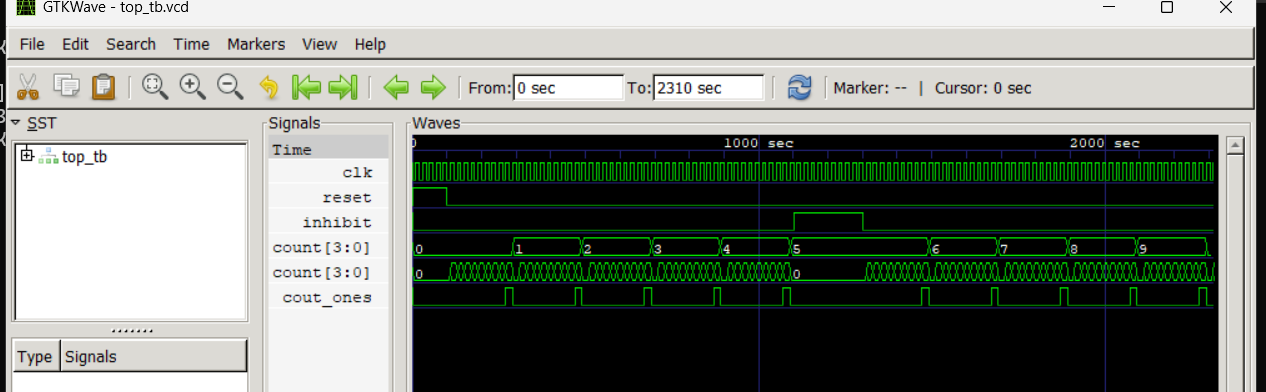 GTKWave - top_tb.vcd
File Edit Search Time Markers View Help
From: 0 sec To: 2310 sec Marker: -- | Cursor: 0 sec
SST
top_tb
Type Signals
Signals
Time
clk
reset
inhibit
count[3:0]
count[3:0]
cout_ones
Waves
0 1000 sec 2000 sec
0 1 2 3 4 5 6 7 8 9
0 0